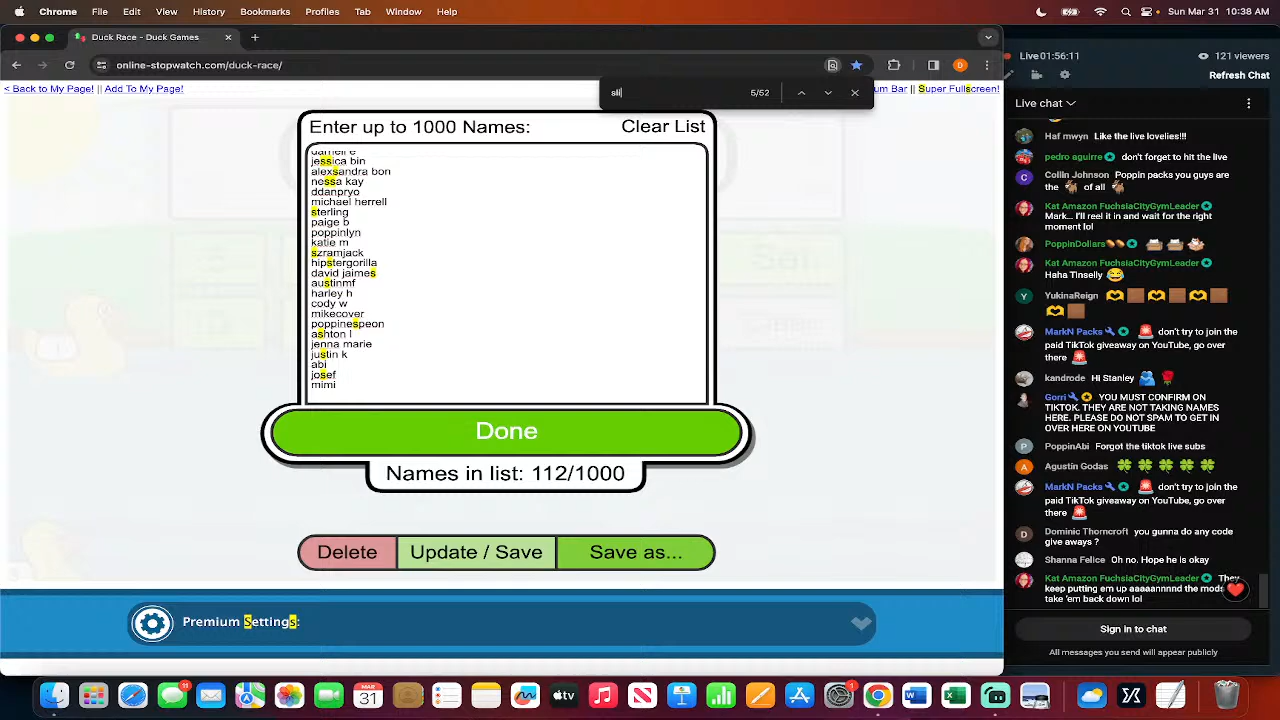 Chrome File Edit View History Bookmarks Profiles Tab Window Help Sun Mar 31 10:38 AM
Duck Race - Duck Games
online-stopwatch.com/duck-race/
< Back to My Page! || Add To My Page!
um Bar || Super Fullscreen!
sli 5/52
Enter up to 1000 Names: Clear List
darnell e
jessica bin
alexsandra bon
nessa kay
ddanpryo
michael herrell
sterling
paige b
poppinlyn
katie m
szramjack
hipstergorilla
david jaimes
austinmf
harley h
cody w
mikecover
poppinespeon
ashton l
jenna marie
justin k
abi
josef
mimi
Done
Names in list: 112/1000
Delete Update / Save Save as...
Premium Settings:
Live 01:56:11 121 viewers
Refresh Chat
Live chat
Haf mwyn Like the live lovelies!!!
pedro aguirre don't forget to hit the live
Collin Johnson Poppin packs you guys are
the 🐐 of all 🐐
Kat Amazon FuchsiaCityGymLeader
Mark... I'll reel it in and wait for the right
moment lol
PoppinDollars
Kat Amazon FuchsiaCityGymLeader
Haha Tinselly 😂
YukinaReign 🫶🟫🫶🟫🫶🟫
🫶🟫
MarkN Packs 🚨 don't try to join the
paid TikTok giveaway on YouTube, go over
there 🚨
kandrode Hi Stanley 🫂 🌹
Gorri YOU MUST CONFIRM ON
TIKTOK. THEY ARE NOT TAKING NAMES
HERE. PLEASE DO NOT SPAM TO GET IN
OVER HERE ON YOUTUBE
PoppinAbi Forgot the tiktok live subs
Agustin Godas 🍀🍀🍀🍀🍀
MarkN Packs 🚨 don't try to join the
paid TikTok giveaway on YouTube, go over
there 🚨
Dominic Thorncroft you gunna do any code
give aways ?
Shanna Felice Oh no. Hope he is okay
Kat Amazon FuchsiaCityGymLeader They
keep putting em up aaaaannnnd the mods
take 'em back down lol
Sign in to chat
All messages you send will appear publicly